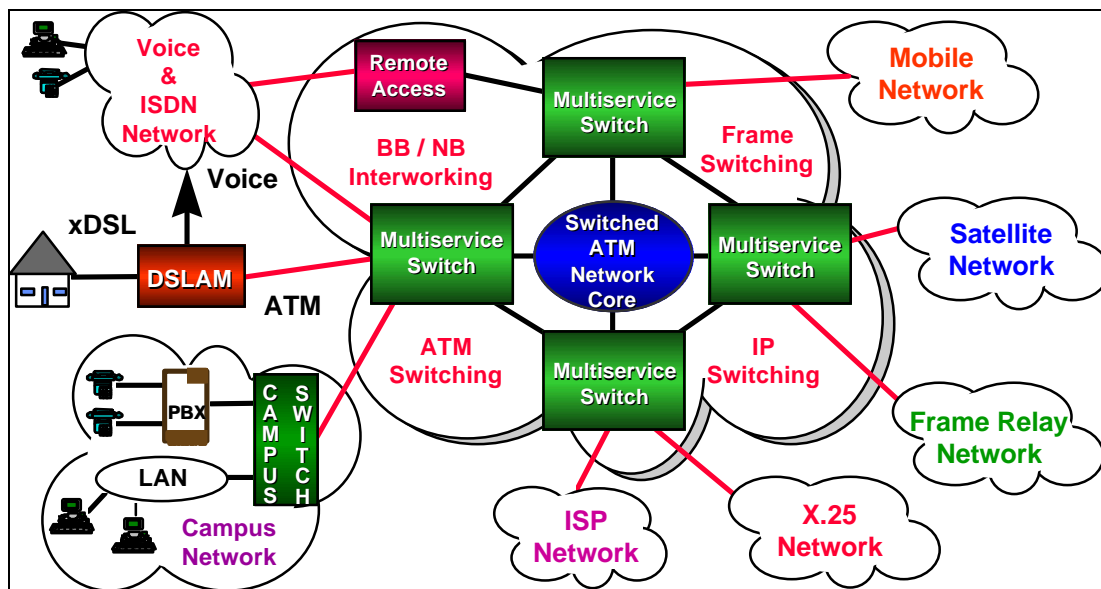 Voice
&
ISDN
Network
Remote
Access
Multiservice
Switch
Mobile
Network
Frame
Switching
BB / NB
Interworking
Voice
xDSL
DSLAM
ATM
Multiservice
Switch
Switched
ATM
Network
Core
Multiservice
Switch
Satellite
Network
ATM
Switching
Multiservice
Switch
IP
Switching
PBX
CAMPUS
SWITCH
LAN
Campus
Network
Frame Relay
Network
ISP
Network
X.25
Network